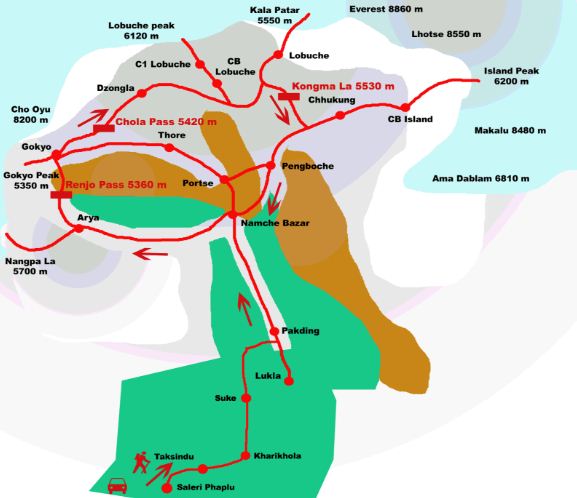 Everest 8860 m
Kala Patar
5550 m
Lobuche peak
6120 m
Lhotse 8550 m
C1 Lobuche
CB
Lobuche
Lobuche
Island Peak
6200 m
Dzongla
Kongma La 5530 m
Chhukung
CB Island
Cho Oyu
8200 m
Chola Pass 5420 m
Thore
Makalu 8480 m
Gokyo
Gokyo Peak
5350 m
Renjo Pass 5360 m
Portse
Pengboche
Ama Dablam 6810 m
Arya
Namche Bazar
Nangpa La
5700 m
Pakding
Lukla
Suke
Taksindu
Kharikhola
Saleri Phaplu